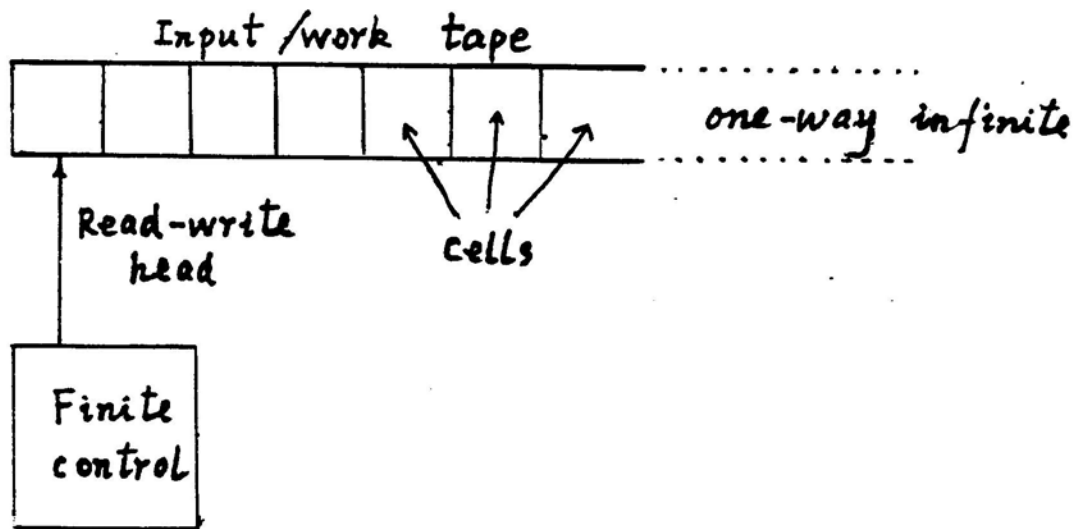 Input/work tape
one-way infinite
Read-write
head
cells
Finite
control